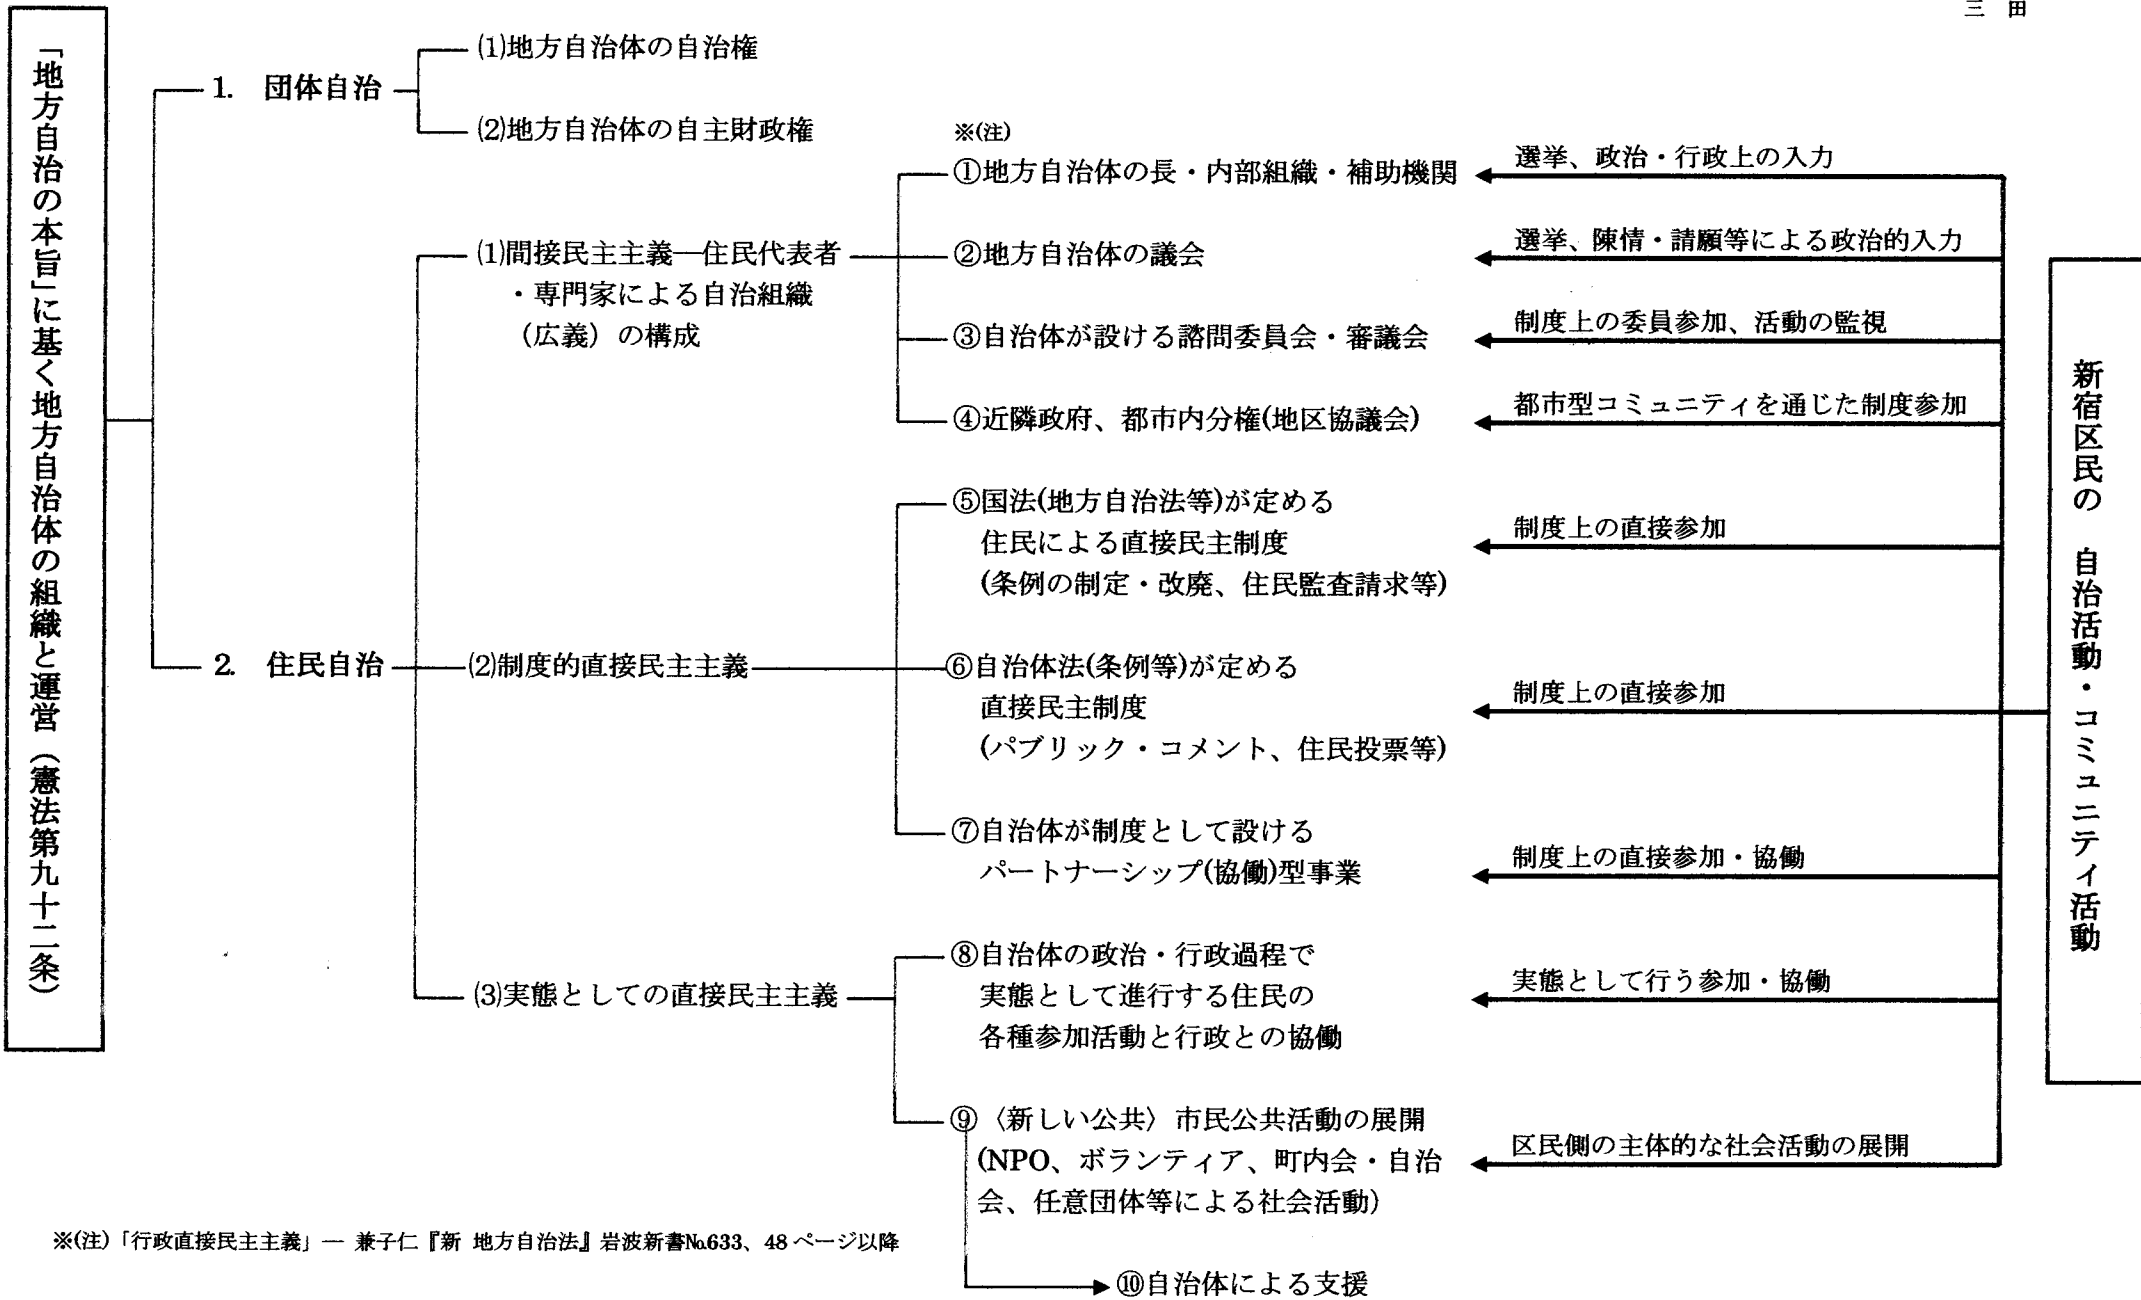 三 田
「地方自治の本旨」に基く地方自治体の組織と運営（憲法第九十二条）
1. 団体自治
(1)地方自治体の自治権
(2)地方自治体の自主財政権
2. 住民自治
(1)間接民主主義―住民代表者
・専門家による自治組織
（広義）の構成
(2)制度的直接民主主義
(3)実態としての直接民主主義
※(注)
①地方自治体の長・内部組織・補助機関
②地方自治体の議会
③自治体が設ける諮問委員会・審議会
④近隣政府、都市内分権(地区協議会)
⑤国法(地方自治法等)が定める
住民による直接民主制度
(条例の制定・改廃、住民監査請求等)
⑥自治体法(条例等)が定める
直接民主制度
(パブリック・コメント、住民投票等)
⑦自治体が制度として設ける
パートナーシップ(協働)型事業
⑧自治体の政治・行政過程で
実態として進行する住民の
各種参加活動と行政との協働
⑨〈新しい公共〉市民公共活動の展開
(NPO、ボランティア、町内会・自治
会、任意団体等による社会活動)
⑩自治体による支援
選挙、政治・行政上の入力
選挙、陳情・請願等による政治的入力
制度上の委員参加、活動の監視
都市型コミュニティを通じた制度参加
制度上の直接参加
制度上の直接参加
制度上の直接参加・協働
実態として行う参加・協働
区民側の主体的な社会活動の展開
新宿区民の 自治活動・コミュニティ活動
※(注)「行政直接民主主義」― 兼子仁『新 地方自治法』岩波新書№633、48 ページ以降